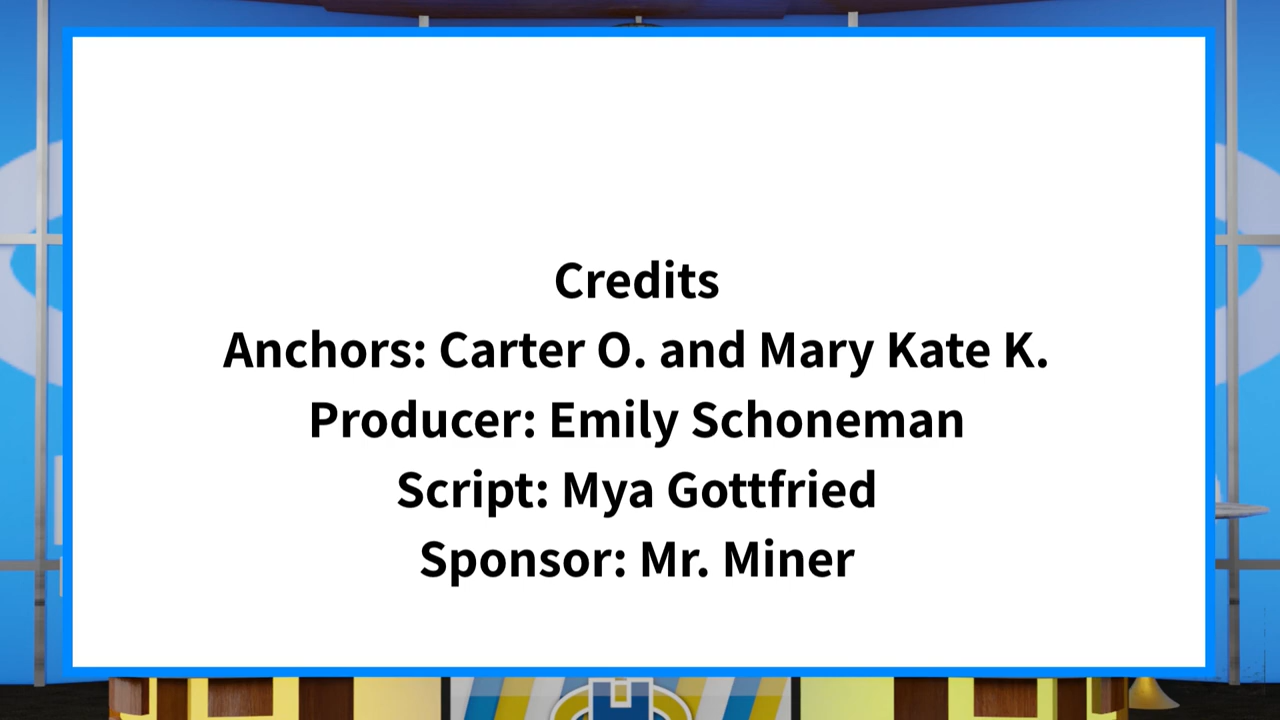 Credits
Anchors: Carter O. and Mary Kate K.
Producer: Emily Schoneman
Script: Mya Gottfried
Sponsor: Mr. Miner